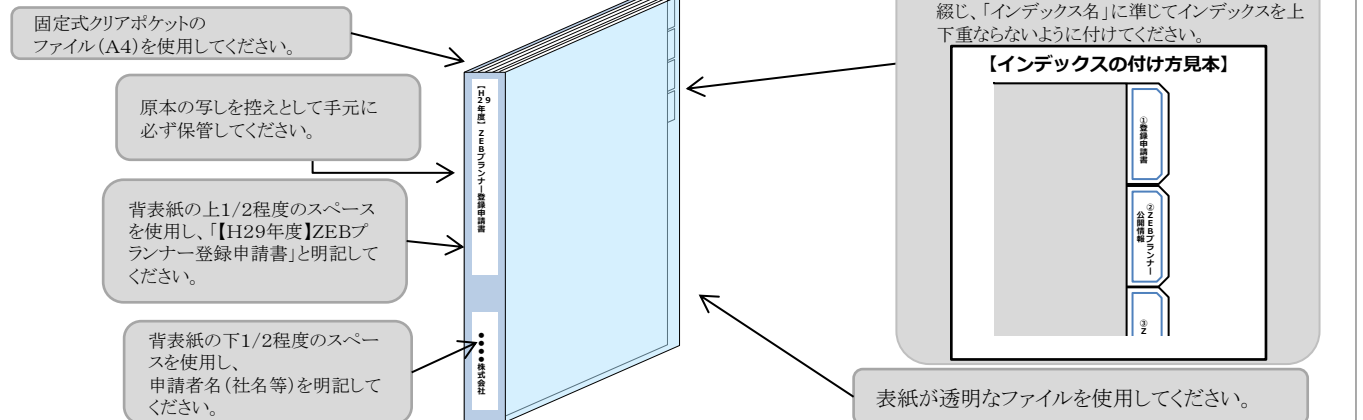 固定式クリアポケットの
ファイル（A4）を使用してください。
原本の写しを控えとして手元に
必ず保管してください。
背表紙の上1/2程度のスペース
を使用し、「【H29年度】ZEBプ
ランナー登録申請書」と明記して
ください。
背表紙の下1/2程度のスペー
スを使用し、
申請者名（社名等）を明記して
ください。
【H29年度】ZEBプランナー登録申請書
●●●●株式会社
綴じ、「インデックス名」に準じてインデックスを上
下重ならないように付けてください。
【インデックスの付け方見本】
①登録申請書
②ZEBプランナー
公開情報
③Z
表紙が透明なファイルを使用してください。